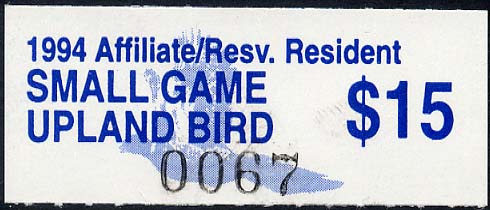 1994 Affiliate/Resv. Resident
SMALL GAME
UPLAND BIRD
$15
0067